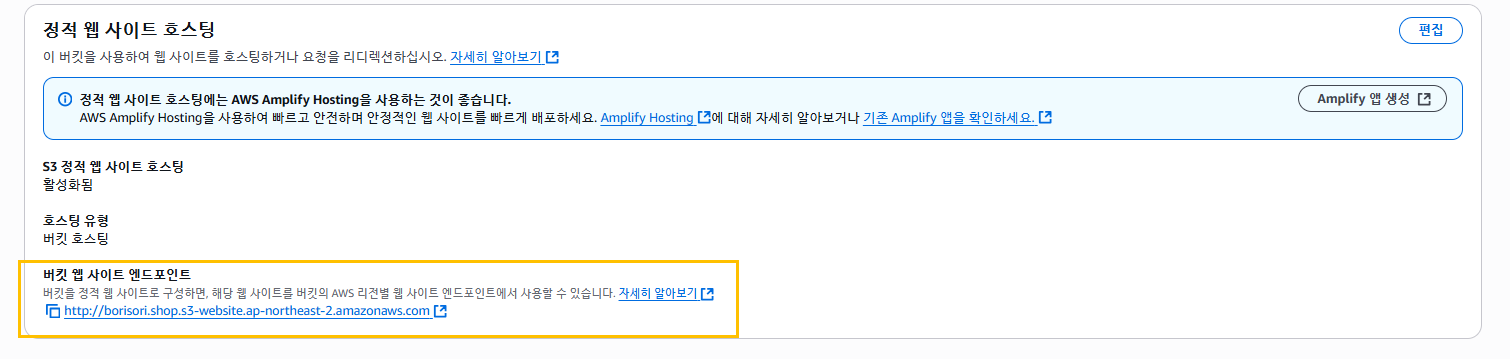 정적 웹 사이트 호스팅
편집
이 버킷을 사용하여 웹 사이트를 호스팅하거나 요청을 리디렉션하십시오. 자세히 알아보기
정적 웹 사이트 호스팅에는 AWS Amplify Hosting을 사용하는 것이 좋습니다.
Amplify 앱 생성
AWS Amplify Hosting을 사용하여 빠르고 안전하며 안정적인 웹 사이트를 빠르게 배포하세요. Amplify Hosting에 대해 자세히 알아보거나 기존 Amplify 앱을 확인하세요.
S3 정적 웹 사이트 호스팅
활성화됨
호스팅 유형
버킷 호스팅
버킷 웹 사이트 엔드포인트
버킷을 정적 웹 사이트로 구성하면, 해당 웹 사이트를 버킷의 AWS 리전별 웹 사이트 엔드포인트에서 사용할 수 있습니다. 자세히 알아보기
http://borisori.shop.s3-website.ap-northeast-2.amazonaws.com